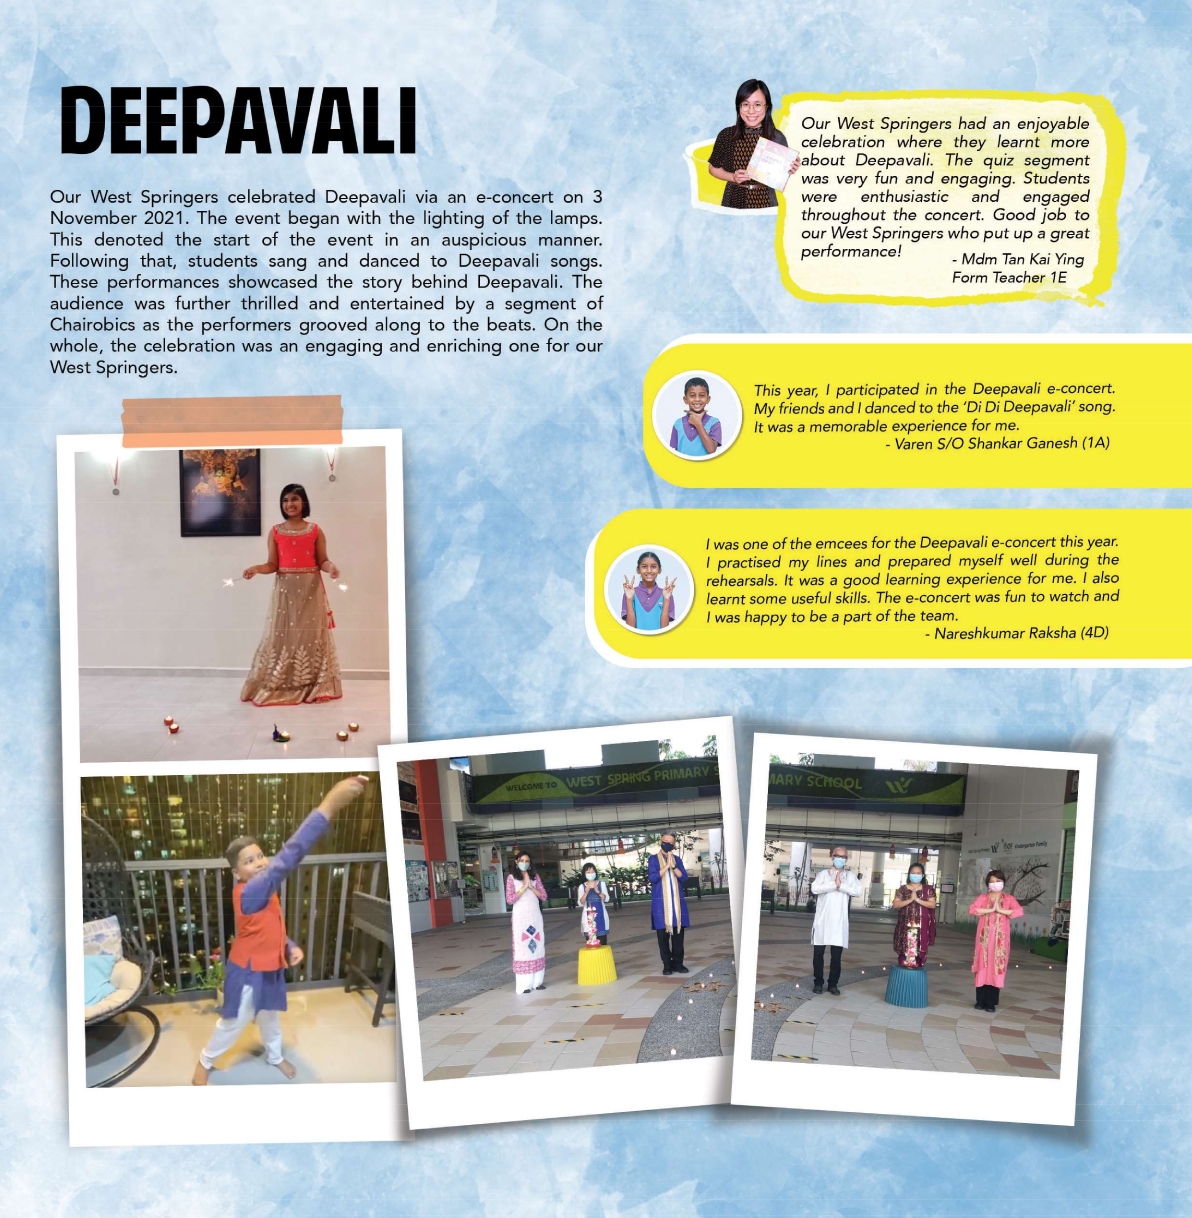 DEEPAVALI
Our West Springers celebrated Deepavali via an e-concert on 3
November 2021. The event began with the lighting of the lamps.
This denoted the start of the event in an auspicious manner.
Following that, students sang and danced to Deepavali songs.
These performances showcased the story behind Deepavali. The
audience was further thrilled and entertained by a segment of
Chairobics as the performers grooved along to the beats. On the
whole, the celebration was an engaging and enriching one for our
West Springers.
Our West Springers had an enjoyable
celebration where they learnt more
about Deepavali. The quiz segment
was very fun and engaging. Students
were enthusiastic and engaged
throughout the concert. Good job to
our West Springers who put up a great
performance!
- Mdm Tan Kai Ying
Form Teacher 1E
This year, I participated in the Deepavali e-concert.
My friends and I danced to the ‘Di Di Deepavali’ song.
It was a memorable experience for me.
- Varen S/O Shankar Ganesh (1A)
I was one of the emcees for the Deepavali e-concert this year.
I practised my lines and prepared myself well during the
rehearsals. It was a good learning experience for me. I also
learnt some useful skills. The e-concert was fun to watch and
I was happy to be a part of the team.
- Nareshkumar Raksha (4D)
WELCOME TO WEST SPRING PRIMARY S
MARY SCHOOL
Kindergarten Family